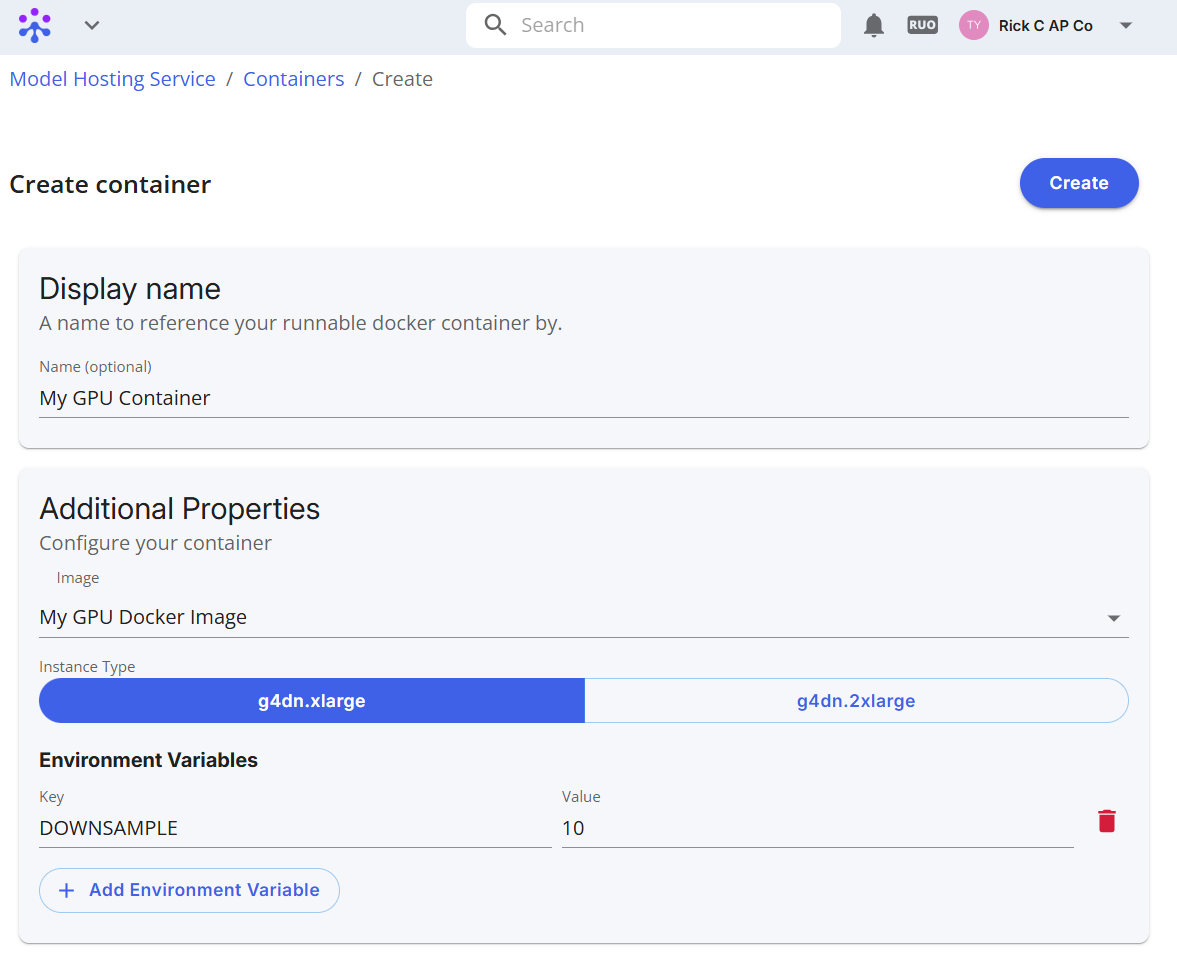 Search
RUO
TY
Rick C AP Co
Model Hosting Service / Containers / Create
Create container
Create
Display name
A name to reference your runnable docker container by.
Name (optional)
My GPU Container
Additional Properties
Configure your container
Image
My GPU Docker Image
Instance Type
g4dn.xlarge
g4dn.2xlarge
Environment Variables
Key
Value
DOWNSAMPLE
10
+ Add Environment Variable